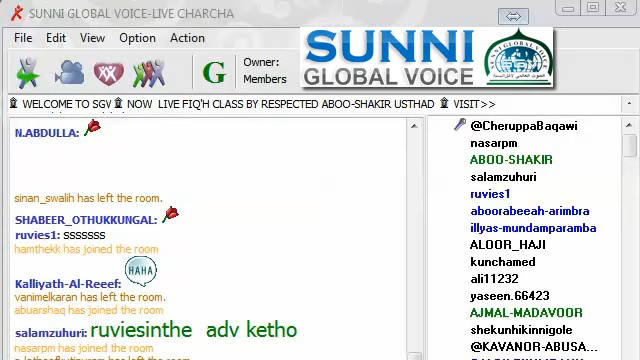 SUNNI GLOBAL VOICE-LIVE CHARCHA
File Edit View Option Action
SUNNI
GLOBAL VOICE
G
Owner:
Members
WELCOME TO SGV NOW LIVE FIQ'H CLASS BY RESPECTED ABOO-SHAKIR USTHAD VISIT>>
N.ABDULLA:
sinan_swalih has left the room.
SHABEER_OTHUKKUNGAL:
ruvies1: sssssss
hamthekk has joined the room
HAHA
Kalliyath-Al-Reeef:
vanimelkaran has left the room.
abuarshaq has joined the room
salamzuhuri: ruviesinthe adv ketho
nasarpm has joined the room
@CheruppaBaqawi
nasarpm
ABOO-SHAKIR
salamzuhuri
ruvies1
aboorabeeah-arimbra
illyas-mundamparamba
ALOOR_HAJI
kunchamed
ali11232
yaseen.66423
AJMAL-MADAVOOR
shekunhikinnigole
@KAVANOR-ABUSA...